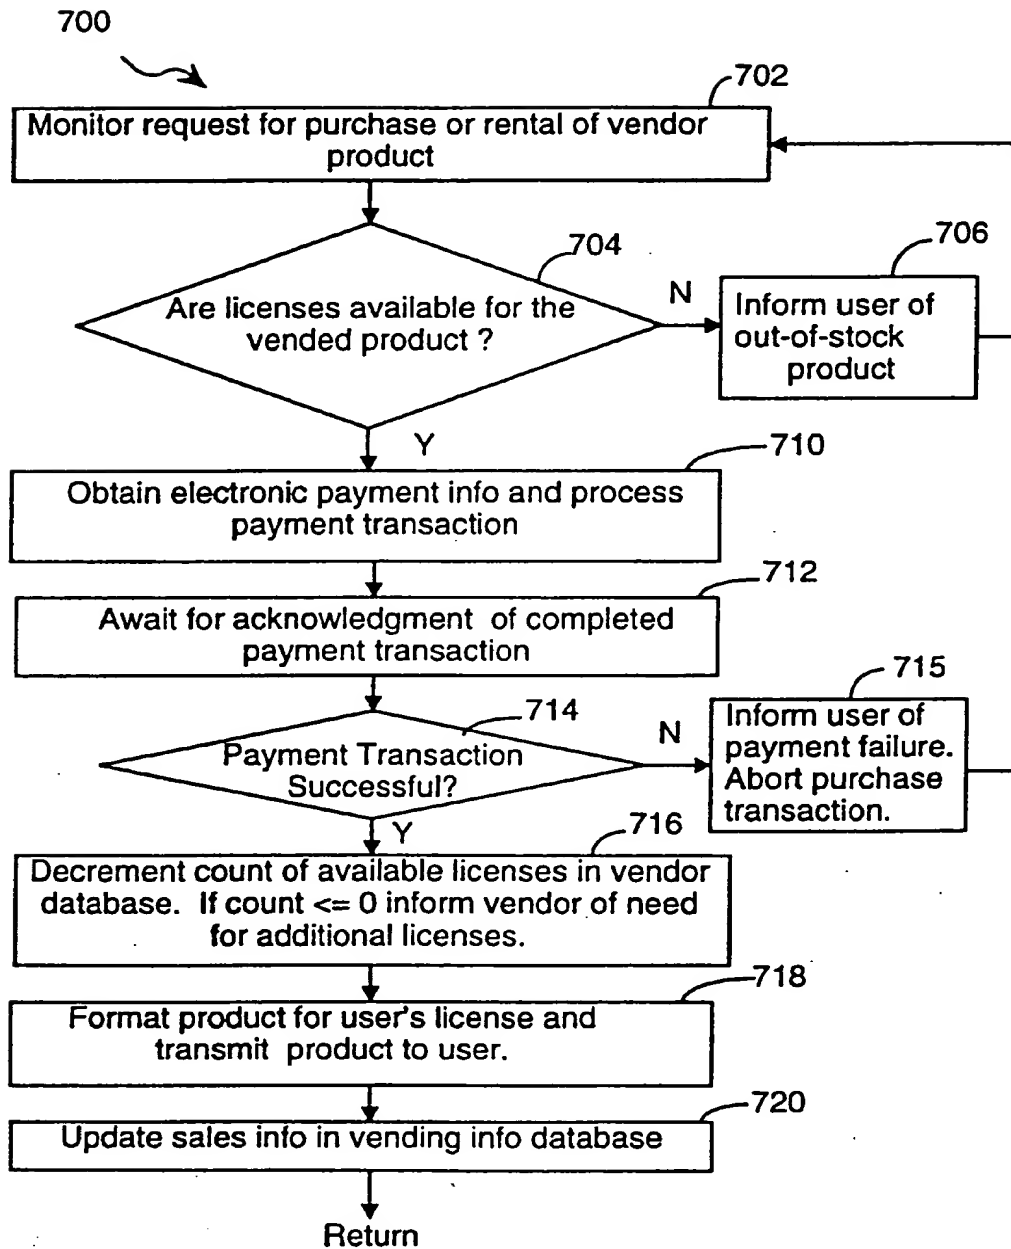 700
702
Monitor request for purchase or rental of vendor
product
704
706
Are licenses available for the
vended product ?
N
Inform user of
out-of-stock
product
Y
710
Obtain electronic payment info and process
payment transaction
712
Await for acknowledgment of completed
payment transaction
714
715
Payment Transaction
Successful?
N
Inform user of
payment failure.
Abort purchase
transaction.
Y
716
Decrement count of available licenses in vendor
database. If count <= 0 inform vendor of need
for additional licenses.
718
Format product for user's license and
transmit product to user.
720
Update sales info in vending info database
Return